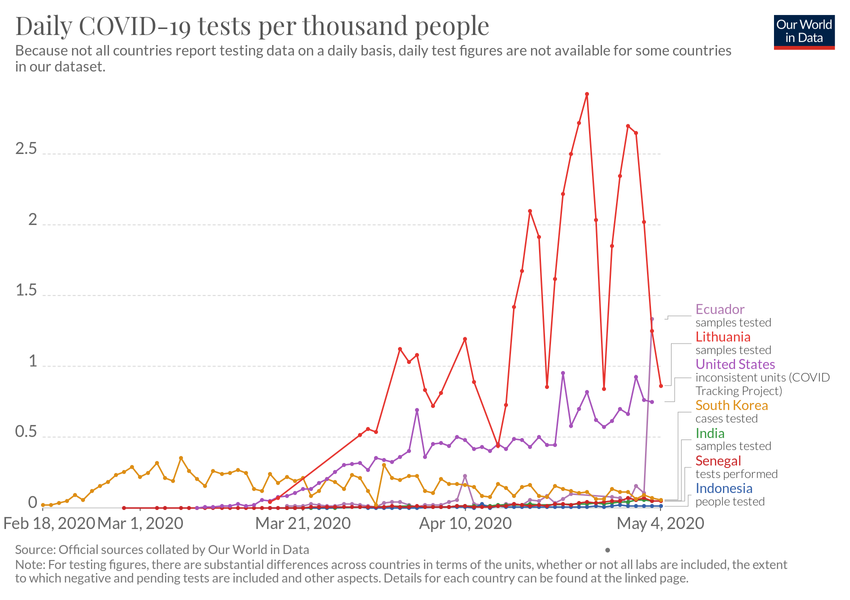 Daily COVID-19 tests per thousand people
Our World
in Data
Because not all countries report testing data on a daily basis, daily test figures are not available for some countries
in our dataset.
2.5
2
1.5
1
0.5
0
Ecuador
samples tested
Lithuania
samples tested
United States
inconsistent units (COVID
Tracking Project)
South Korea
cases tested
India
samples tested
Senegal
tests performed
Indonesia
people tested
Feb 18, 2020 Mar 1, 2020 Mar 21, 2020 Apr 10, 2020 May 4, 2020
Source: Official sources collated by Our World in Data
Note: For testing figures, there are substantial differences across countries in terms of the units, whether or not all labs are included, the extent
to which negative and pending tests are included and other aspects. Details for each country can be found at the linked page.